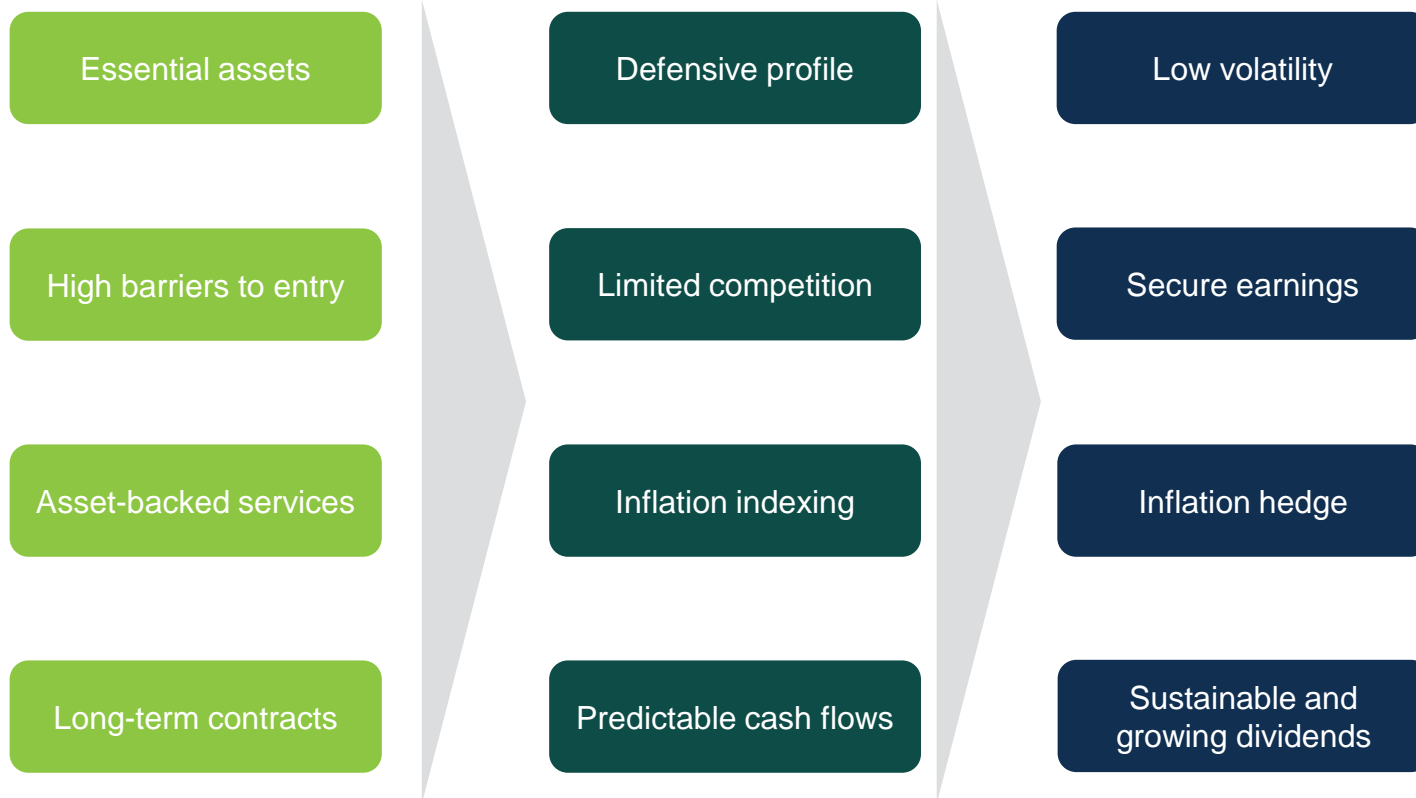 Essential assets
Defensive profile
Low volatility
High barriers to entry
Limited competition
Secure earnings
Asset-backed services
Inflation indexing
Inflation hedge
Long-term contracts
Predictable cash flows
Sustainable and
growing dividends